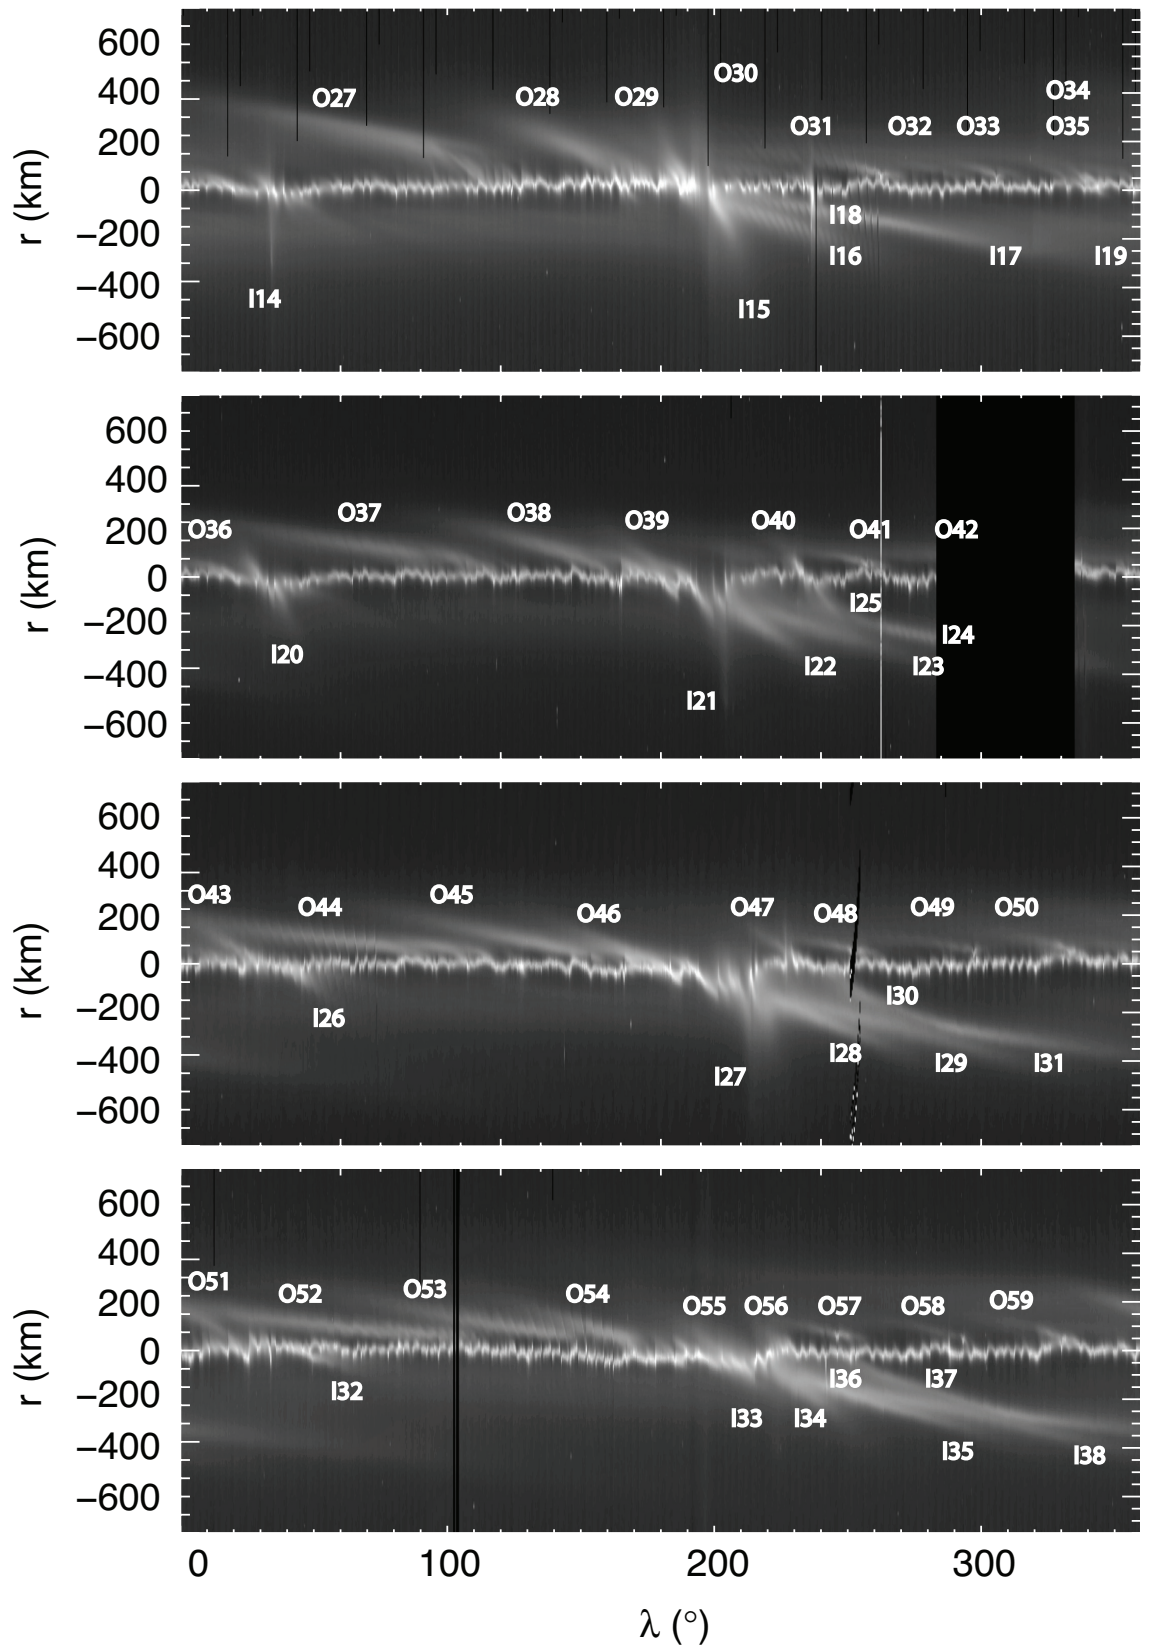 600
400
200
0
−200
−400
−600
r (km)
O27
O28
O29
O30
O31
O32
O33
O34
O35
I14
I15
I16
I18
I17
I19
600
400
200
0
−200
−400
−600
r (km)
O36
O37
O38
O39
O40
O41
O42
I20
I21
I22
I25
I23
I24
600
400
200
0
−200
−400
−600
r (km)
O43
O44
O45
O46
O47
O48
O49
O50
I26
I27
I28
I30
I29
I31
600
400
200
0
−200
−400
−600
r (km)
O51
O52
O53
O54
O55
O56
O57
O58
O59
I32
I33
I34
I36
I37
I35
I38
0 100 200 300
λ (°)